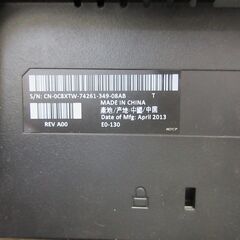 S/N: CN-0C8XTW-74261-349-08AB T
MADE IN CHINA
產地/产地 中國/中国
Date of Mfg: April 2013
REV A00 E0-130